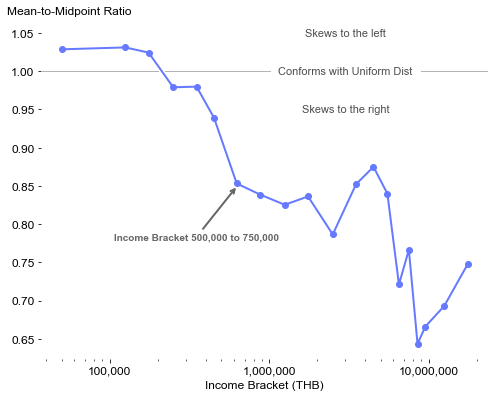 Mean-to-Midpoint Ratio
1.05
Skews to the left
1.00
Conforms with Uniform Dist
0.95
Skews to the right
0.90
0.85
0.80
Income Bracket 500,000 to 750,000
0.75
0.70
0.65
100,000
1,000,000
10,000,000
Income Bracket (THB)